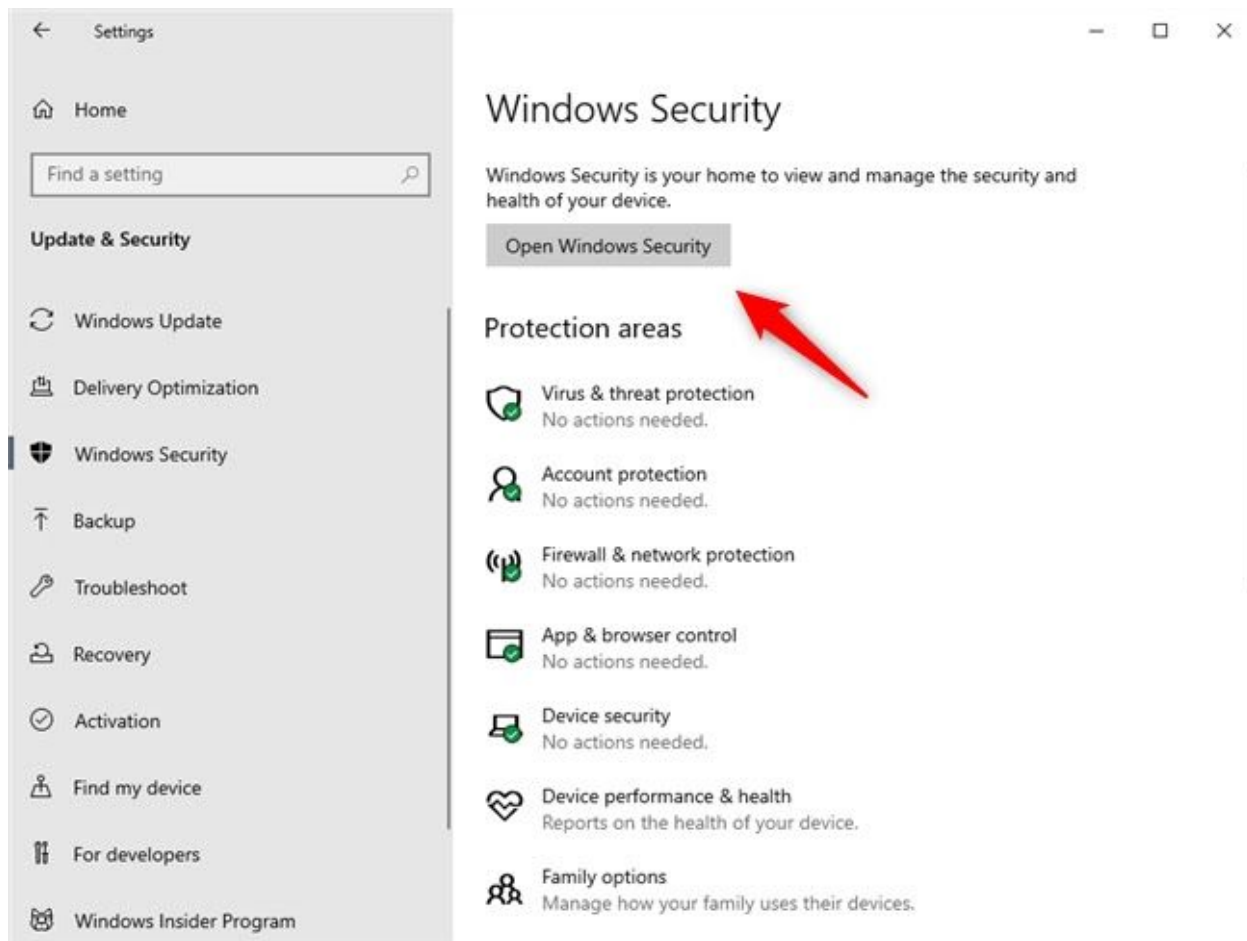 Settings
Home
Find a setting
Update & Security
Windows Update
Delivery Optimization
Windows Security
Backup
Troubleshoot
Recovery
Activation
Find my device
For developers
Windows Insider Program
Windows Security
Windows Security is your home to view and manage the security and
health of your device.
Open Windows Security
Protection areas
Virus & threat protection
No actions needed.
Account protection
No actions needed.
Firewall & network protection
No actions needed.
App & browser control
No actions needed.
Device security
No actions needed.
Device performance & health
Reports on the health of your device.
Family options
Manage how your family uses their devices.